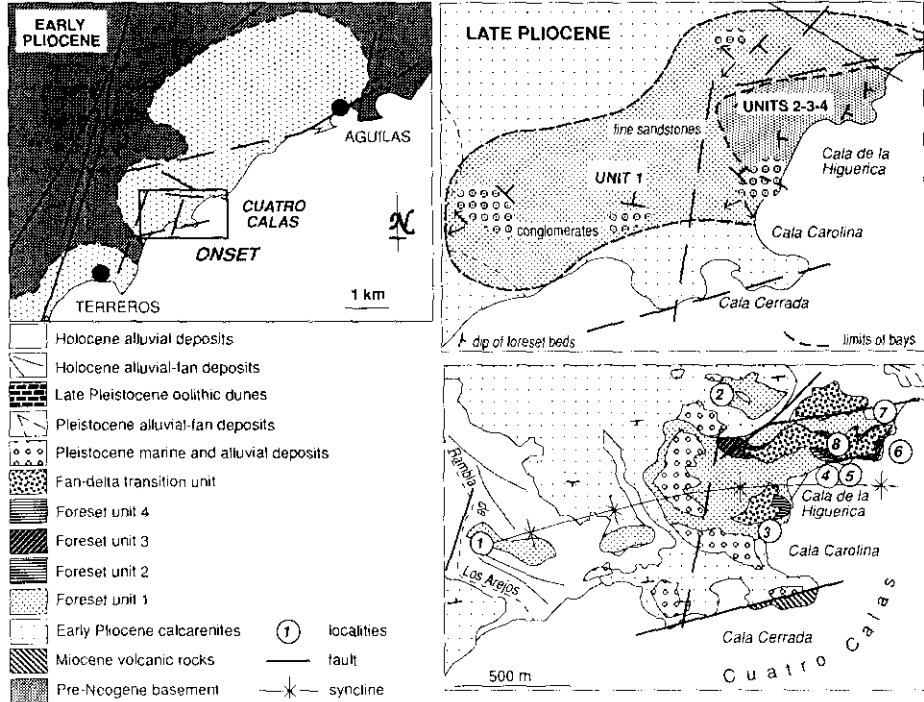 EARLY
PLIOCENE
AGUILAS
CUATRO
CALAS
N
ONSET
TERREROS
1 km
LATE PLIOCENE
UNITS 2-3-4
fine sandstones
Cala de la
Higuerica
UNIT 1
conglomerates
Cala Carolina
Cala Cerrada
dip of foreset beds
limits of bays
Holocene alluvial deposits
Holocene alluvial-fan deposits
Late Pleistocene oolithic dunes
Pleistocene alluvial-fan deposits
Pleistocene marine and alluvial deposits
Fan-delta transition unit
Foreset unit 4
Foreset unit 3
Foreset unit 2
Foreset unit 1
Early Pliocene calcarenites
1 localities
Miocene volcanic rocks
fault
Pre-Neogene basement
syncline
2
7
8
6
Rambla
de
4 5
Cala de la
Higuerica
1
3
Los Arejos
Cala Carolina
Cala Cerrada
Cuatro Calas
500 m